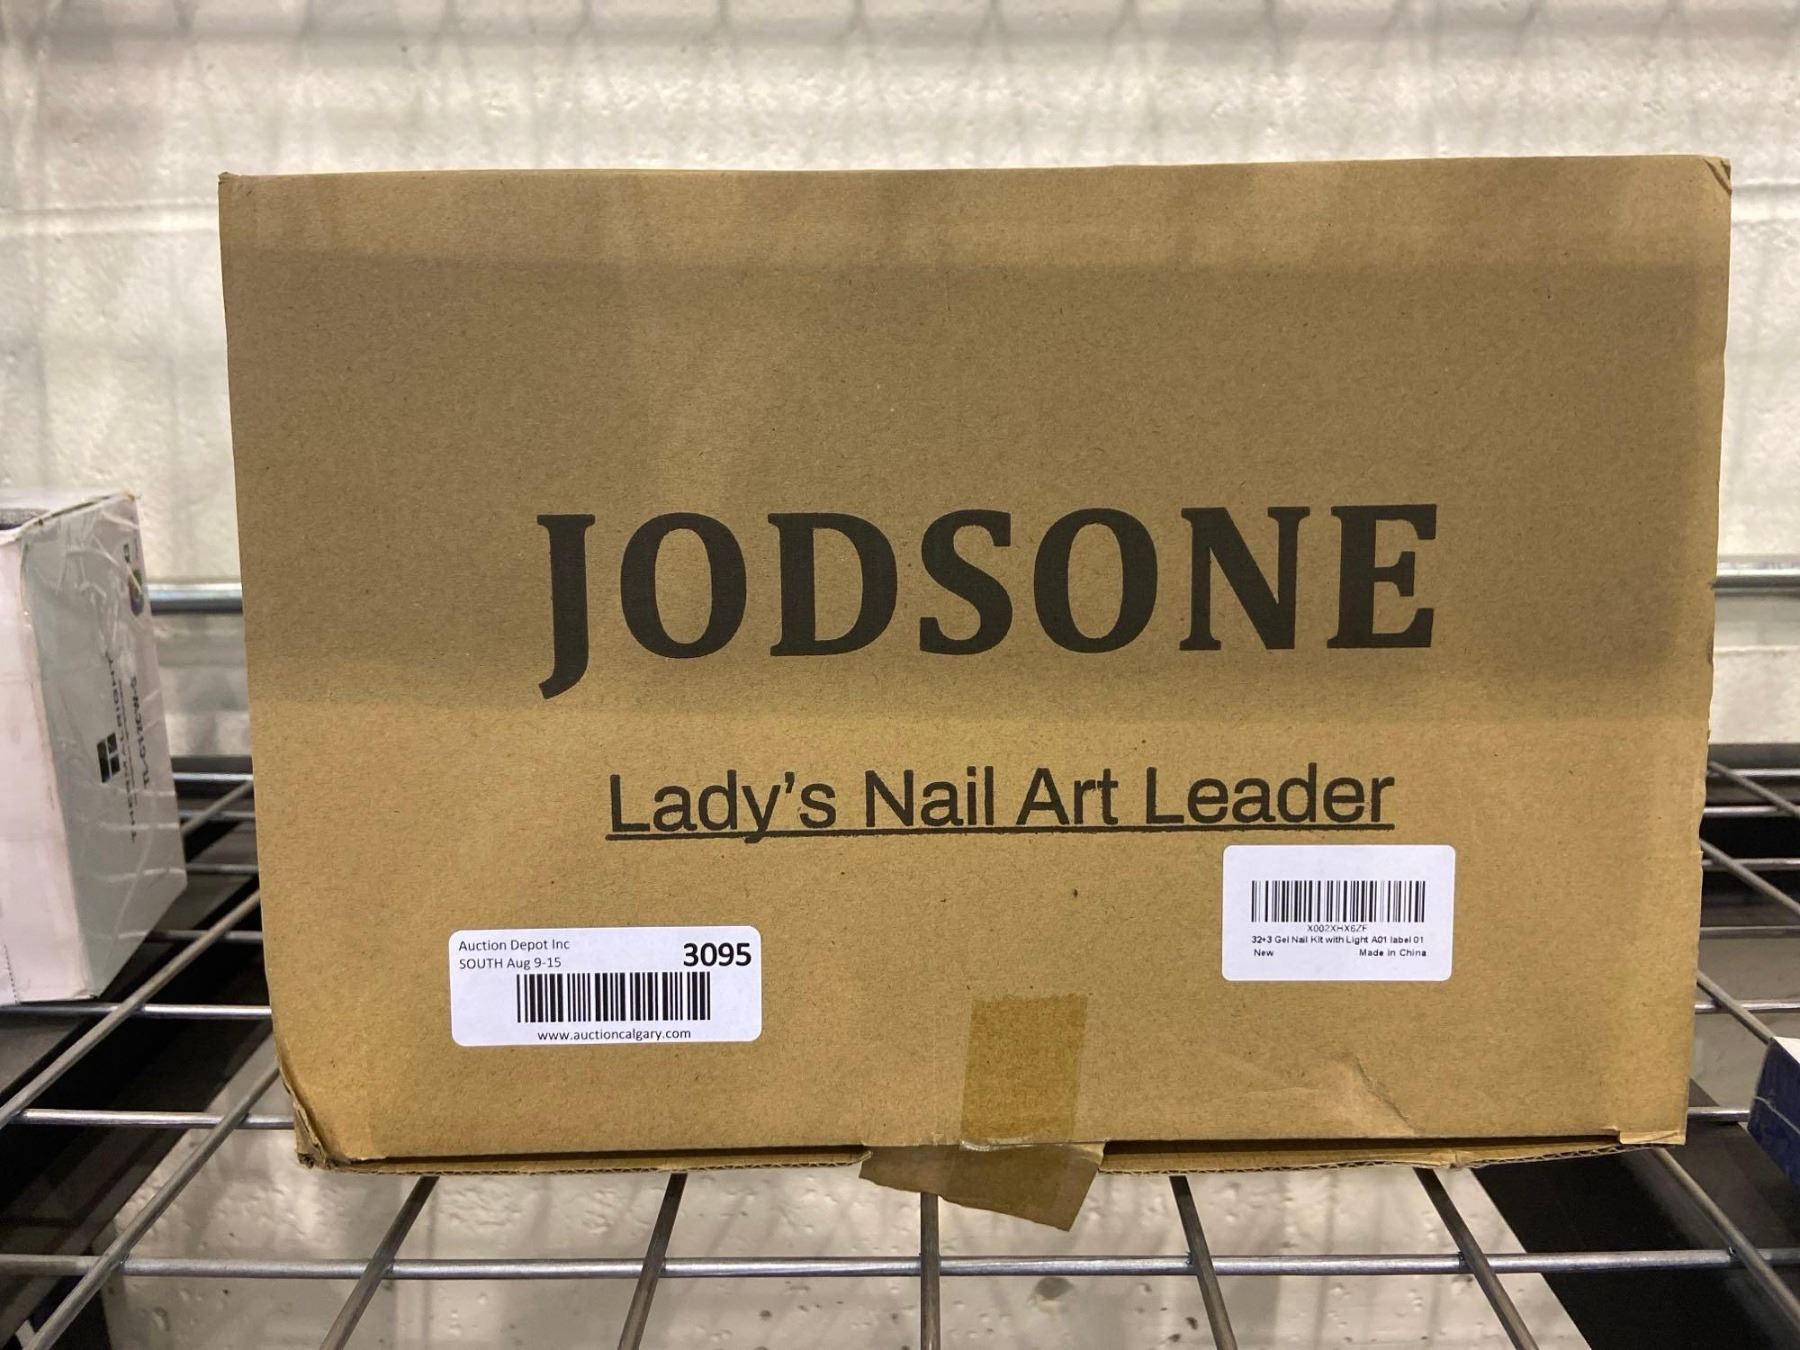 JODSONE
Lady's Nail Art Leader
Auction Depot Inc
SOUTH Aug 9-15
3095
www.auctioncalgary.com
X002XHX6ZF
32+3 Gel Nail Kit with Light A01 label 01
New Made in China
THERMALRIGHT